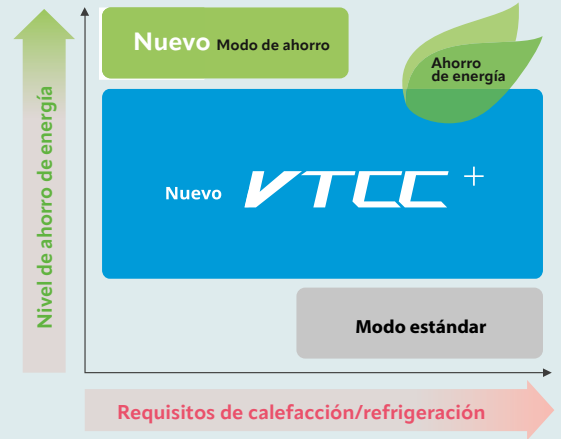 Nuevo Modo de ahorro
Ahorro
de energía
Nuevo VTCC +
Modo estándar
Nivel de ahorro de energía
Requisitos de calefacción/refrigeración